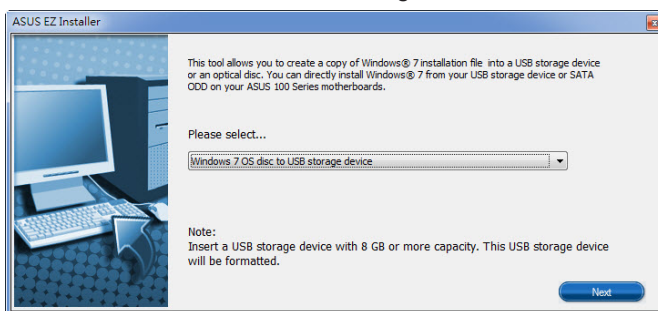 ASUS EZ Installer
This tool allows you to create a copy of Windows® 7 installation file into a USB storage device
or an optical disc. You can directly install Windows® 7 from your USB storage device or SATA
ODD on your ASUS 100 Series motherboards.
Please select...
Windows 7 OS disc to USB storage device
Note:
Insert a USB storage device with 8 GB or more capacity. This USB storage device
will be formatted.
Next